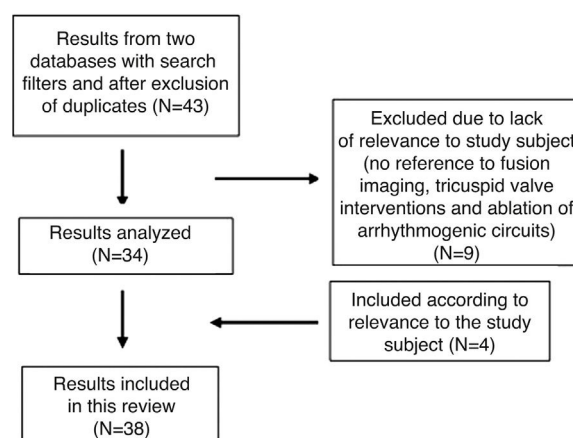 Results from two
databases with search
filters and after exclusion
of duplicates (N=43)
Excluded due to lack
of relevance to study subject
(no reference to fusion
imaging, tricuspid valve
interventions and ablation of
arrhythmogenic circuits)
(N=9)
Results analyzed
(N=34)
Included according to
relevance to the study
subject (N=4)
Results included
in this review
(N=38)